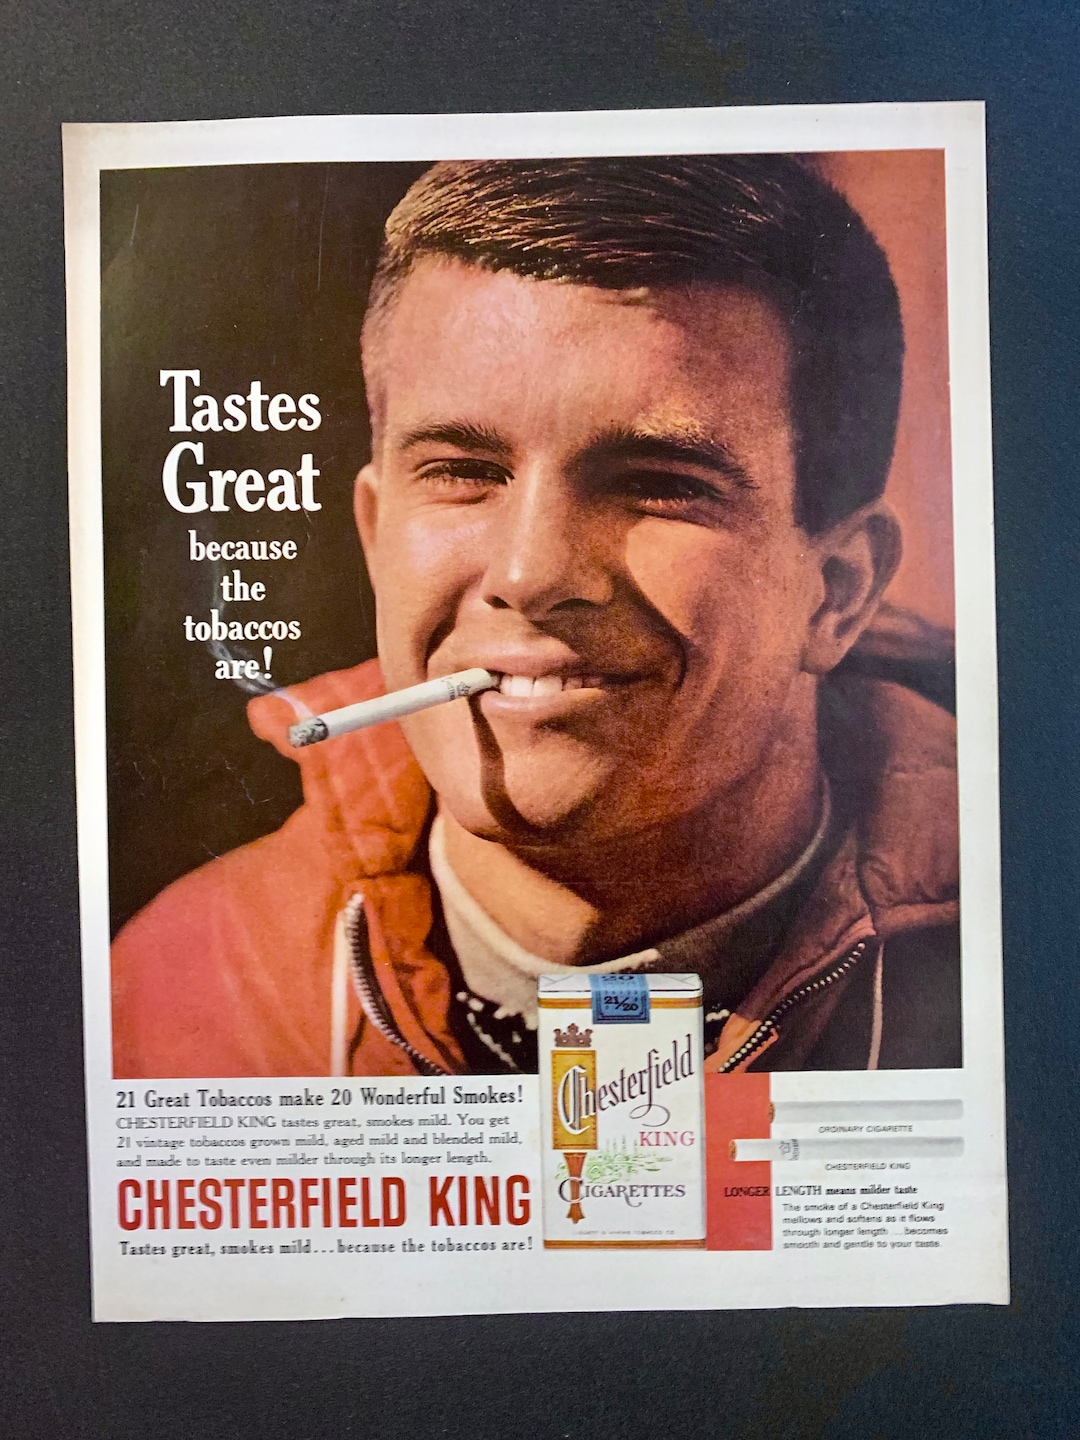 Tastes
Great
because
the
tobaccos
are!
20
21/20
Chesterfield
KING
CIGARETTES
21 Great Tobaccos make 20 Wonderful Smokes!
CHESTERFIELD KING tastes great, smokes mild. You get
21 vintage tobaccos grown mild, aged mild and blended mild,
and made to taste even milder through its longer length.
CHESTERFIELD KING
Tastes great, smokes mild... because the tobaccos are!
ORDINARY CIGARETTE
CHESTERFIELD KING
LONGER LENGTH means milder taste
The smoke of a Chesterfield King
mellows and softens as it flows
through longer length ... becomes
smooth and gentle to your taste.